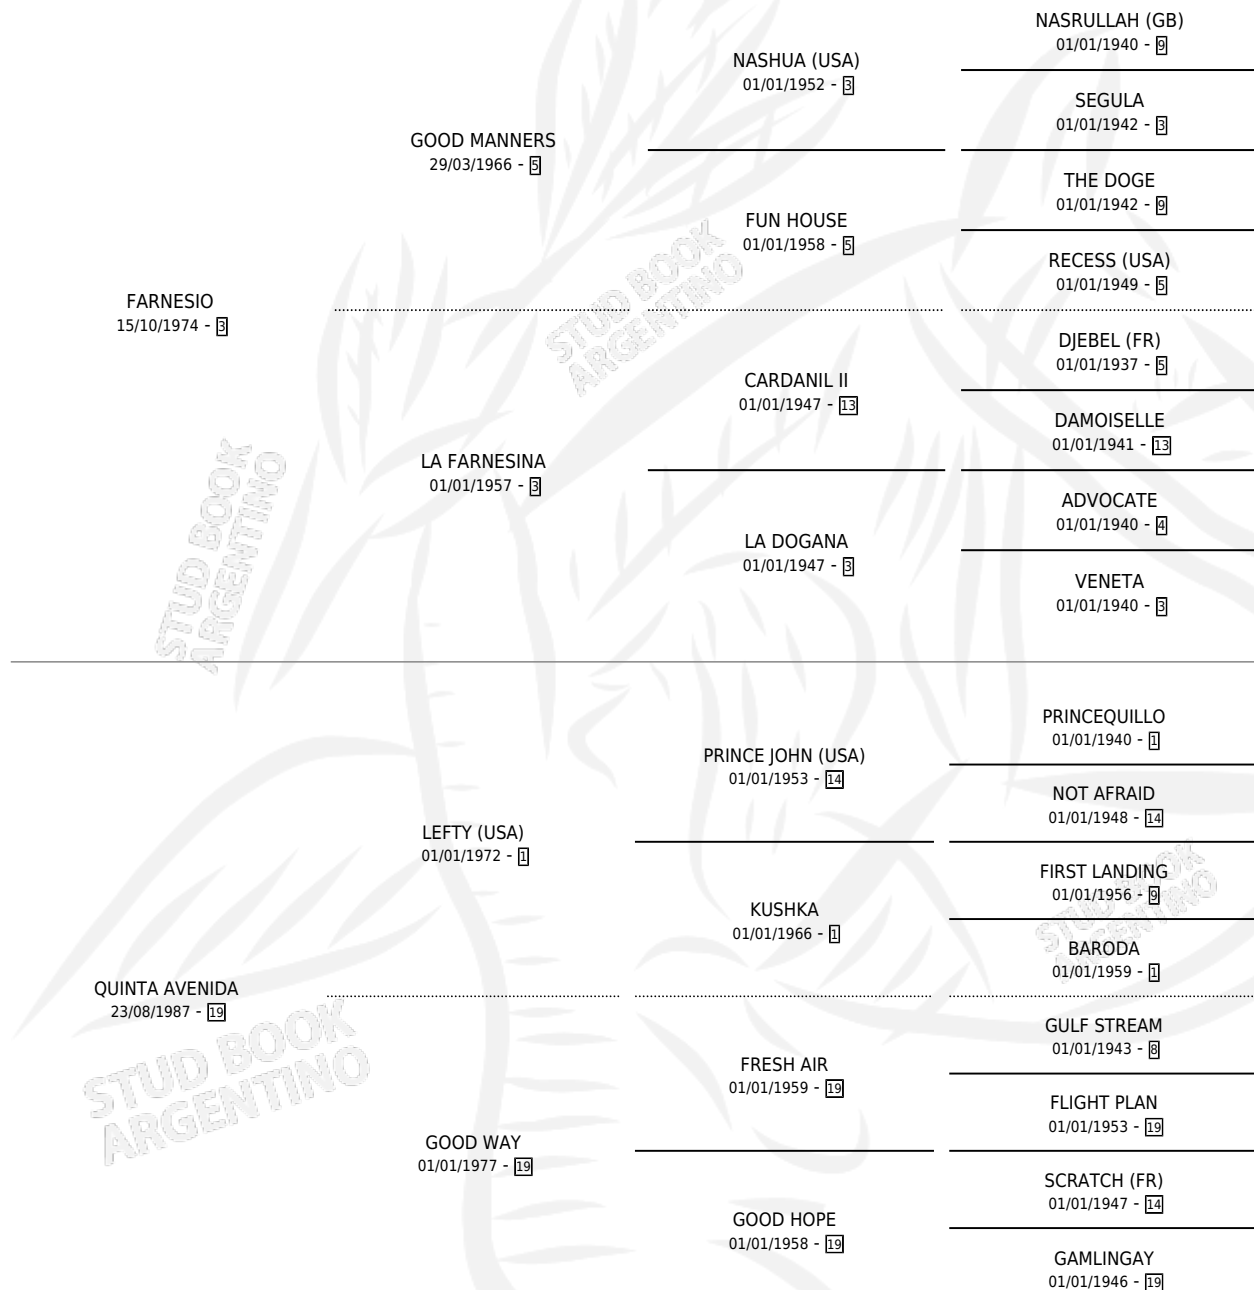 NASRULLAH (GB)
01/01/1940 - 9
NASHUA (USA)
01/01/1952 - 3
SEGULA
01/01/1942 - 3
GOOD MANNERS
29/03/1966 - 5
THE DOGE
01/01/1942 - 9
FUN HOUSE
01/01/1958 - 5
RECESS (USA)
01/01/1949 - 5
FARNESIO
15/10/1974 - 3
DJEBEL (FR)
01/01/1937 - 5
CARDANIL II
01/01/1947 - 13
DAMOISELLE
01/01/1941 - 13
LA FARNESINA
01/01/1957 - 3
ADVOCATE
01/01/1940 - 4
LA DOGANA
01/01/1947 - 3
VENETA
01/01/1940 - 3
PRINCEQUILLO
01/01/1940 - 1
PRINCE JOHN (USA)
01/01/1953 - 14
NOT AFRAID
01/01/1948 - 14
LEFTY (USA)
01/01/1972 - 1
FIRST LANDING
01/01/1956 - 9
KUSHKA
01/01/1966 - 1
BARODA
01/01/1959 - 1
QUINTA AVENIDA
23/08/1987 - 19
GULF STREAM
01/01/1943 - 8
FRESH AIR
01/01/1959 - 19
FLIGHT PLAN
01/01/1953 - 19
GOOD WAY
01/01/1977 - 19
SCRATCH (FR)
01/01/1947 - 14
GOOD HOPE
01/01/1958 - 19
GAMLINGAY
01/01/1946 - 19
STUD BOOK
ARGENTINO
STUD BOOK
ARGENTINO
STUD BOOK
ARGENTINO
STUD BOOK
ARGENTINO